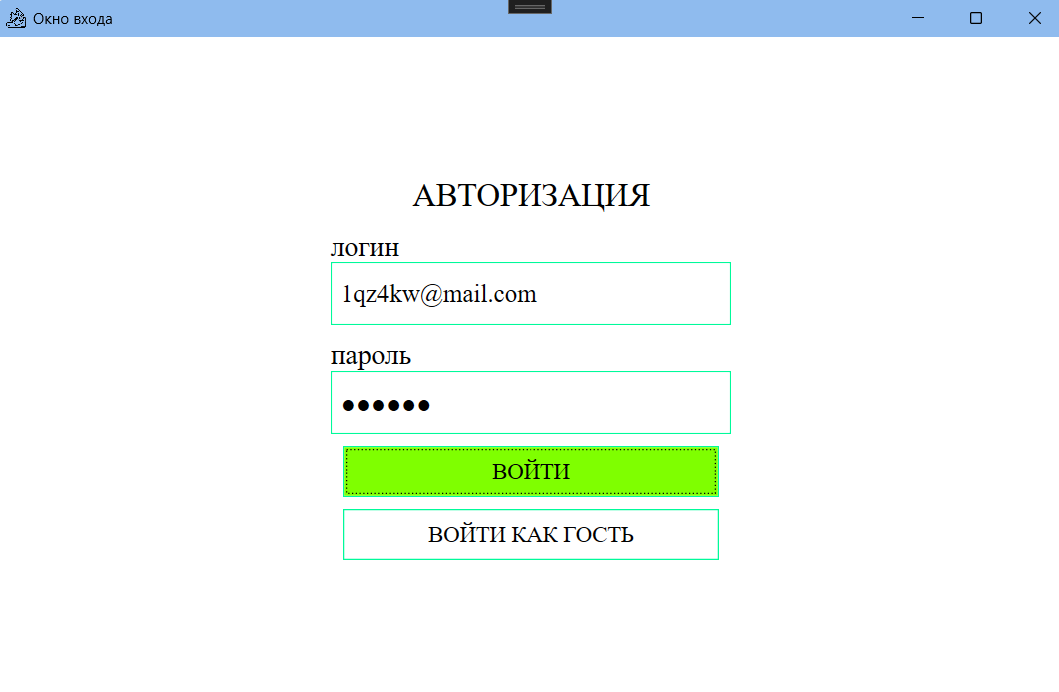 Окно входа
АВТОРИЗАЦИЯ
логин
1qz4kw@mail.com
пароль
●●●●●●
ВОЙТИ
ВОЙТИ КАК ГОСТЬ